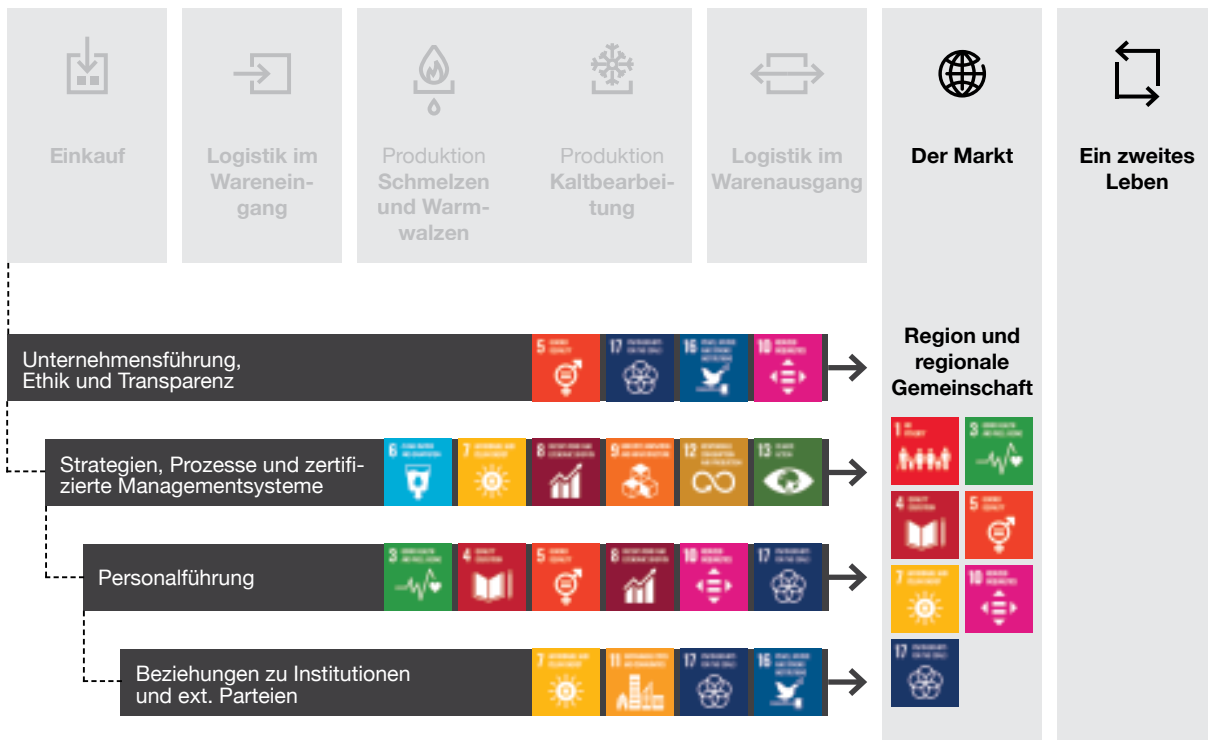 Einkauf
Logistik im
Warenein-
gang
Produktion
Schmelzen
und Warm-
walzen
Produktion
Kaltbearbei-
tung
Logistik im
Warenausgang
Der Markt
Ein zweites
Leben
Unternehmensführung,
Ethik und Transparenz
5
17
16
10
Strategien, Prozesse und zertifi-
zierte Managementsysteme
6
7
8
9
12
13
Personalführung
3
4
5
8
10
17
Beziehungen zu Institutionen
und ext. Parteien
7
11
17
16
Region und
regionale
Gemeinschaft
1
3
4
5
7
10
17